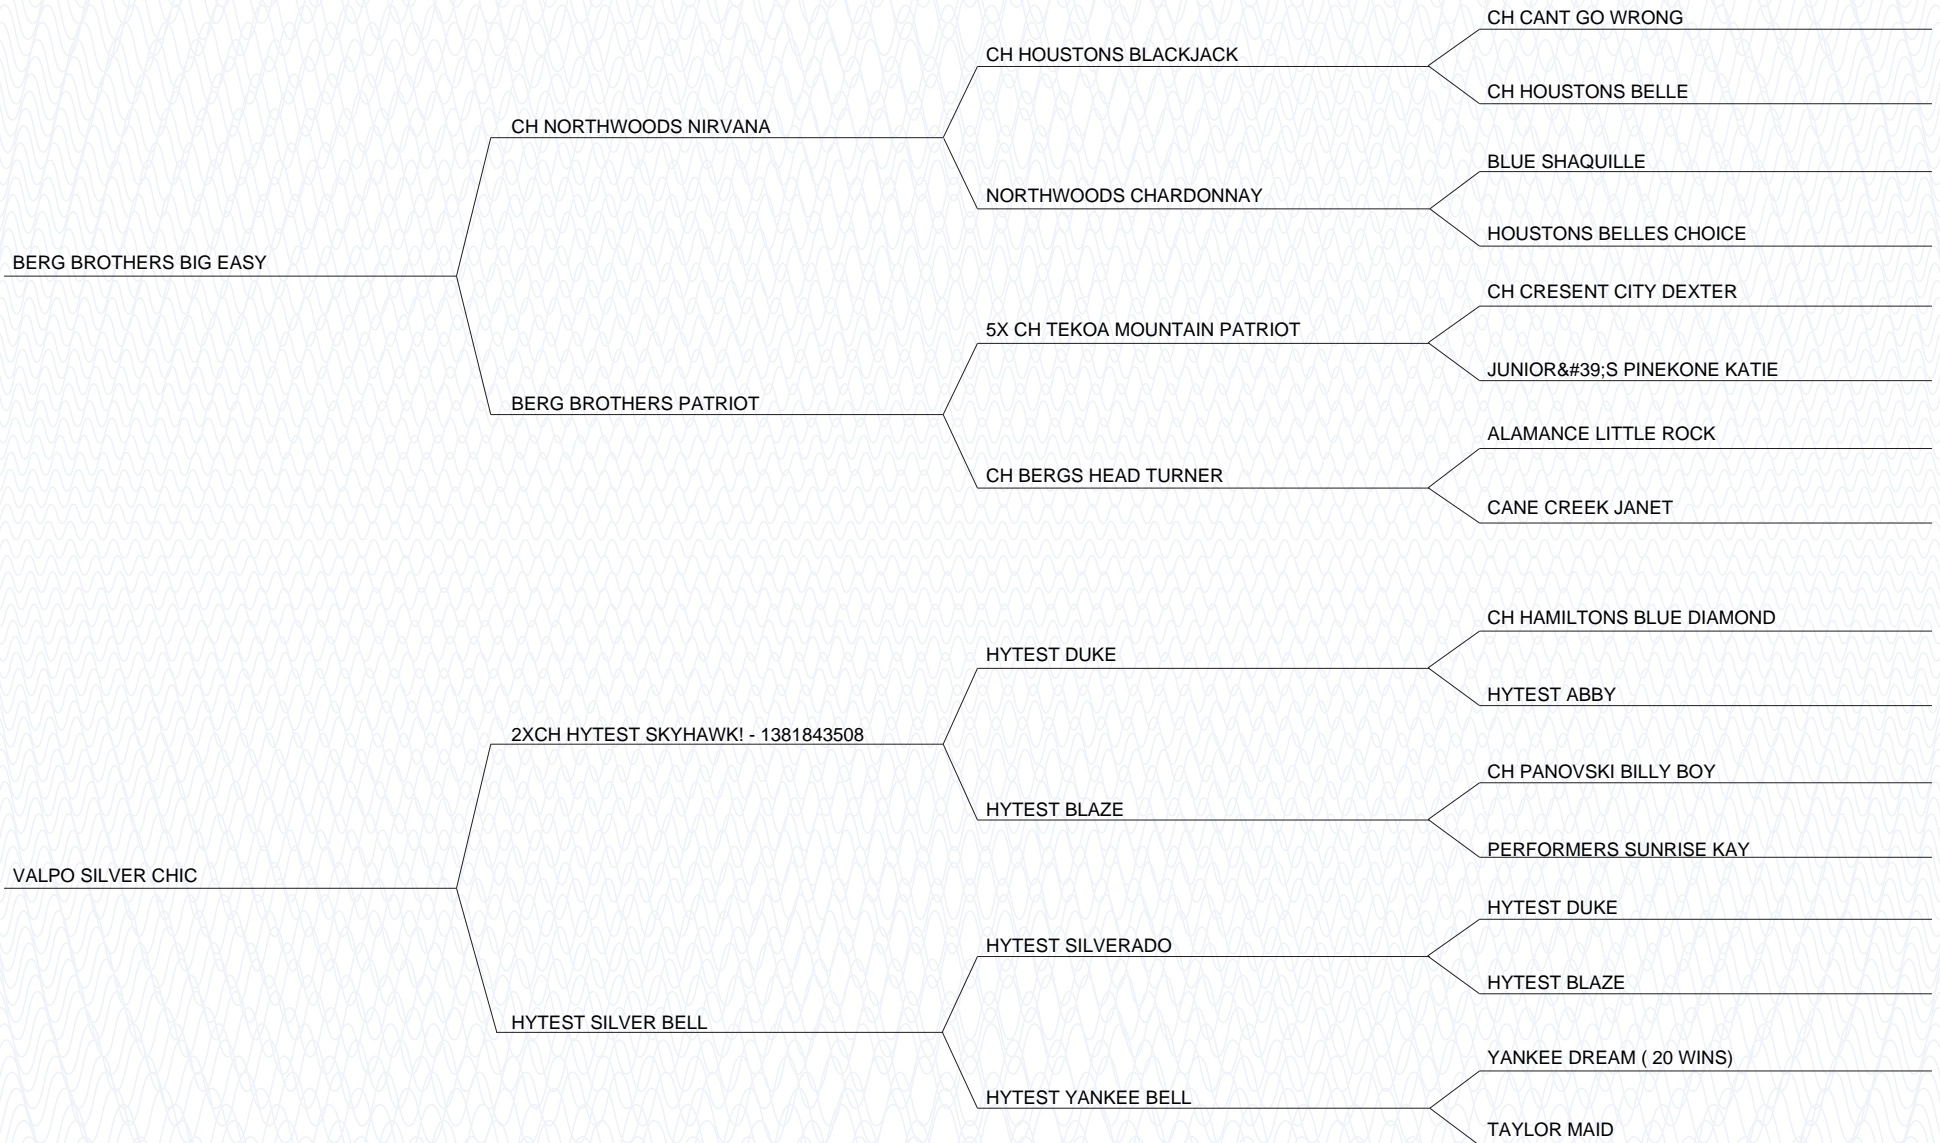 CH CANT GO WRONG
CH HOUSTONS BLACKJACK
CH HOUSTONS BELLE
CH NORTHWOODS NIRVANA
BLUE SHAQUILLE
NORTHWOODS CHARDONNAY
HOUSTONS BELLES CHOICE
BERG BROTHERS BIG EASY
CH CRESENT CITY DEXTER
5X CH TEKOA MOUNTAIN PATRIOT
JUNIOR&#39;S PINEKONE KATIE
BERG BROTHERS PATRIOT
ALAMANCE LITTLE ROCK
CH BERGS HEAD TURNER
CANE CREEK JANET
CH HAMILTONS BLUE DIAMOND
HYTEST DUKE
HYTEST ABBY
2XCH HYTEST SKYHAWK! - 1381843508
CH PANOVSKI BILLY BOY
HYTEST BLAZE
PERFORMERS SUNRISE KAY
VALPO SILVER CHIC
HYTEST DUKE
HYTEST SILVERADO
HYTEST BLAZE
HYTEST SILVER BELL
YANKEE DREAM ( 20 WINS)
HYTEST YANKEE BELL
TAYLOR MAID